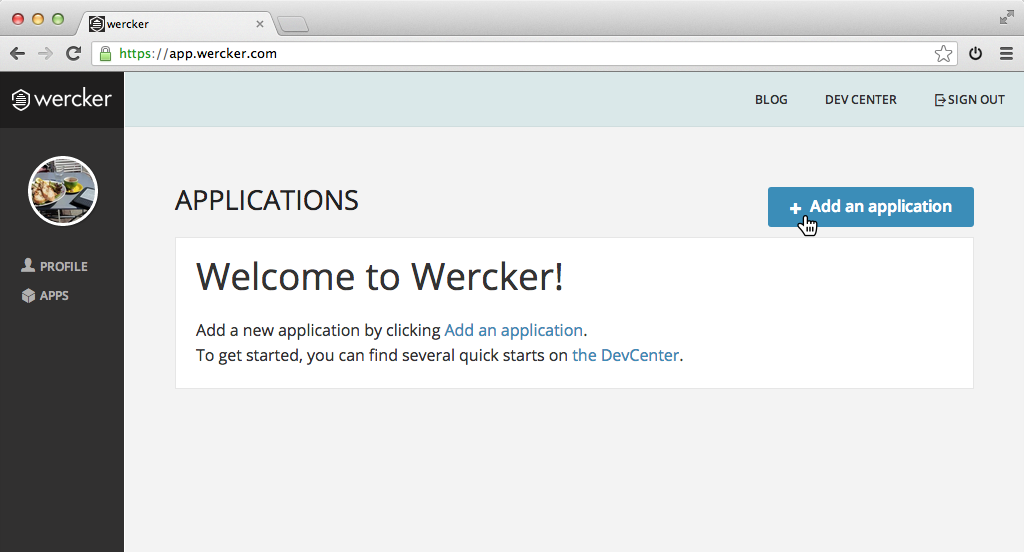 wercker
https://app.wercker.com
wercker
BLOG
DEV CENTER
SIGN OUT
PROFILE
APPS
APPLICATIONS
Add an application
Welcome to Wercker!
Add a new application by clicking Add an application.
To get started, you can find several quick starts on the DevCenter.